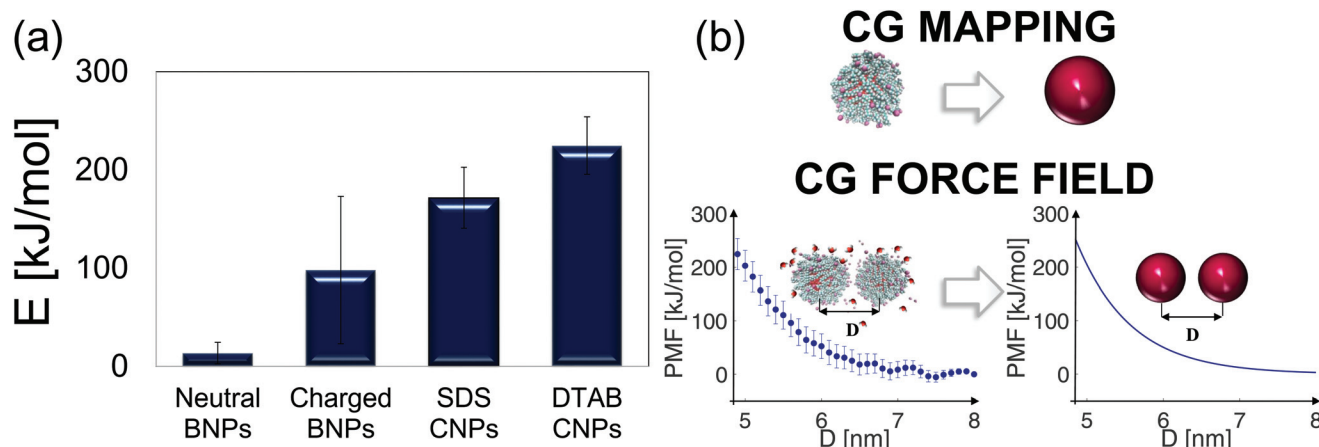 (a)
300
200
100
0
E [kJ/mol]
Neutral BNPs
Charged BNPs
SDS CNPs
DTAB CNPs
(b)
CG MAPPING
CG FORCE FIELD
300
200
100
0
PMF [kJ/mol]
D
5 6 7 8
D [nm]
300
200
100
0
PMF [kJ/mol]
D
5 6 7 8
D [nm]